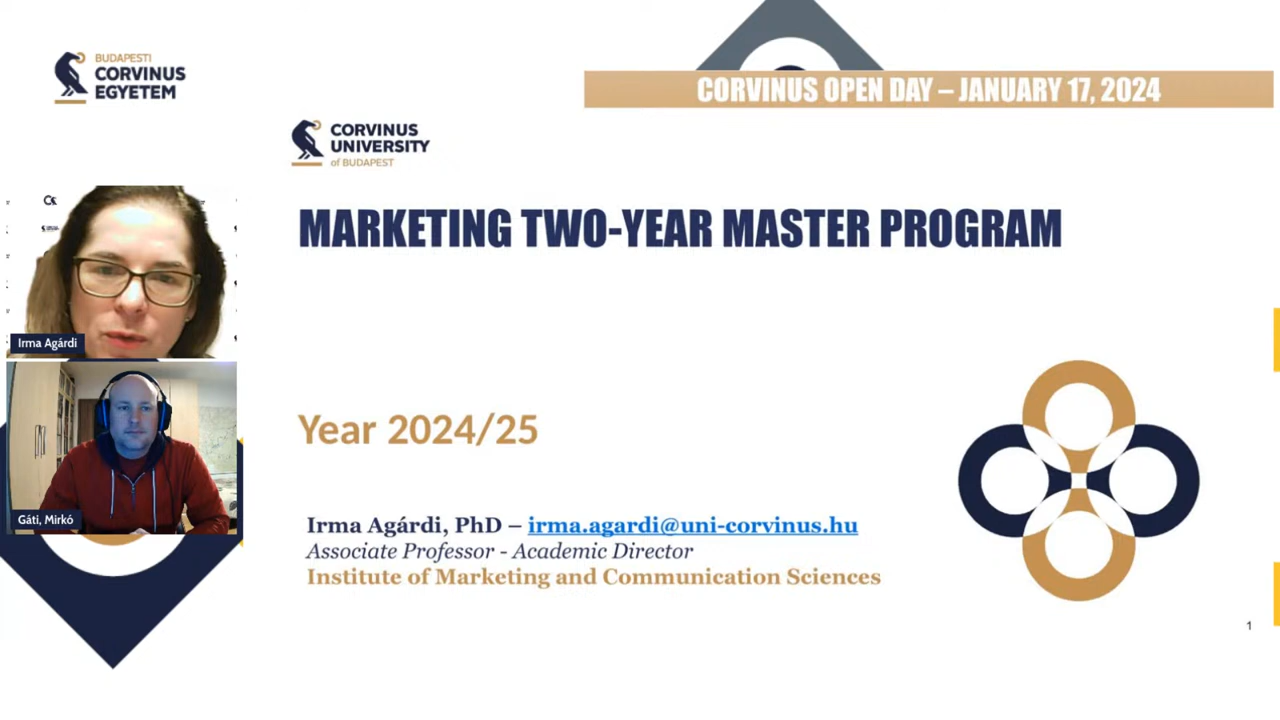 BUDAPESTI
CORVINUS
EGYETEM
CORVINUS OPEN DAY – JANUARY 17, 2024
CORVINUS
UNIVERSITY
of BUDAPEST
MARKETING TWO-YEAR MASTER PROGRAM
Irma Agárdi
Gáti, Mirkó
Year 2024/25
Irma Agárdi, PhD – irma.agardi@uni-corvinus.hu
Associate Professor - Academic Director
Institute of Marketing and Communication Sciences
1